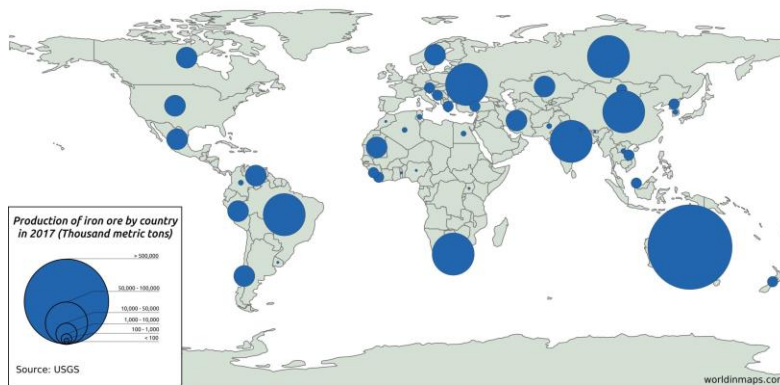 Production of iron ore by country
in 2017 (Thousand metric tons)
+ 500,000
50,000 - 100,000
10,000 - 50,000
1,000 - 10,000
100 - 1,000
< 100
Source: USGS
worldinmaps.com